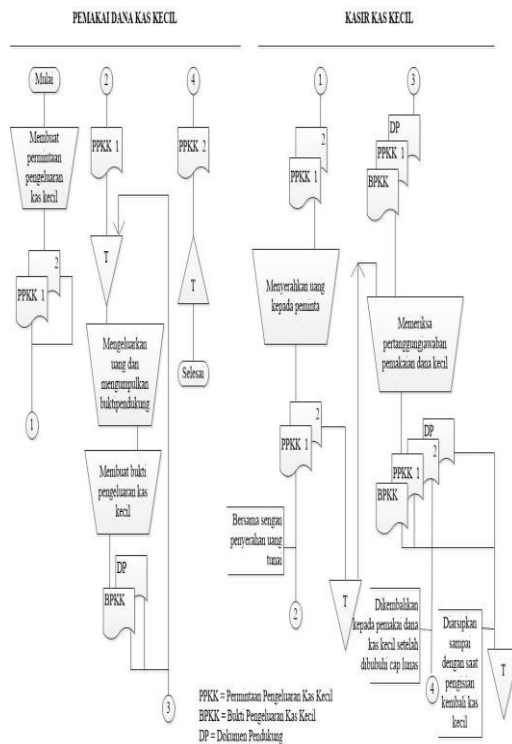 PEMAKAI DANA KAS KECIL
KASIR KAS KECIL
Mulai
Membuat
permintaan
pengeluaran
kas kecil
2
PPKK 1
1
2
PPKK 1
T
Mengeluarkan
uang dan
mengumpulkan
buktipendukung
Membuat bukti
pengeluaran kas
kecil
DP
BPKK
3
4
PPKK 2
T
Selesai
1
2
PPKK 1
Menyerahkan uang
kepada peminta
2
PPKK 1
Bersama sengan
penyerahan uang
tunai
2
T
3
DP
PPKK 1
BPKK
Memeriksa
pertanggungjawaban
pemakaian dana kecil
DP
2
PPKK 1
BPKK
Dikembalikan
kepada pemakai dana
kas kecil setelah
dibubuhi cap lunas
4
Diarsipkan
sampai
dengan saat
pengisian
kembali kas
kecil
T
PPKK = Permintaan Pengeluaran Kas Kecil
BPKK = Bukti Pengeluaran Kas Kecil
DP = Dokumen Pendukung